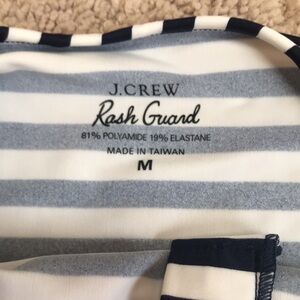 J.CREW
Rash Guard
81% POLYAMIDE 19% ELASTANE
MADE IN TAIWAN
M